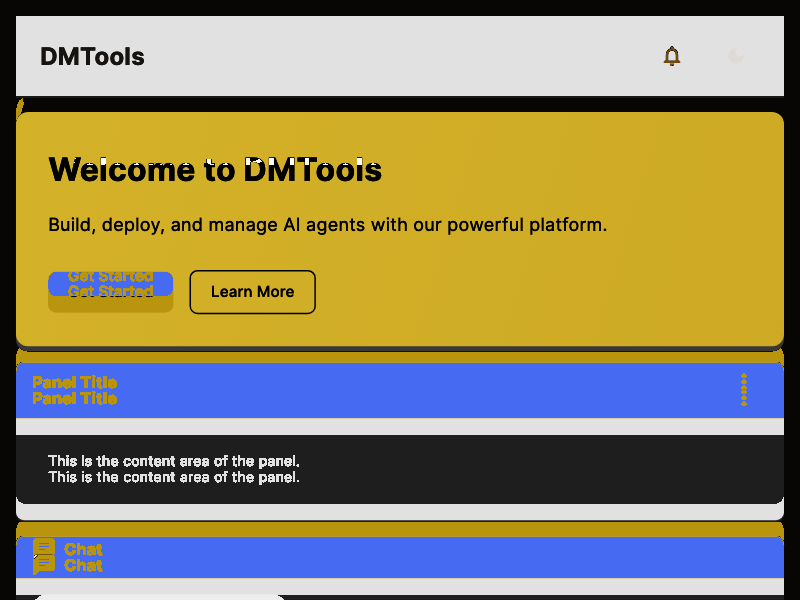 DMTools
Welcome to DMTools
Build, deploy, and manage AI agents with our powerful platform.
Get Started
Get Started
Learn More
Panel Title
Panel Title
This is the content area of the panel.
This is the content area of the panel.
Chat
Chat